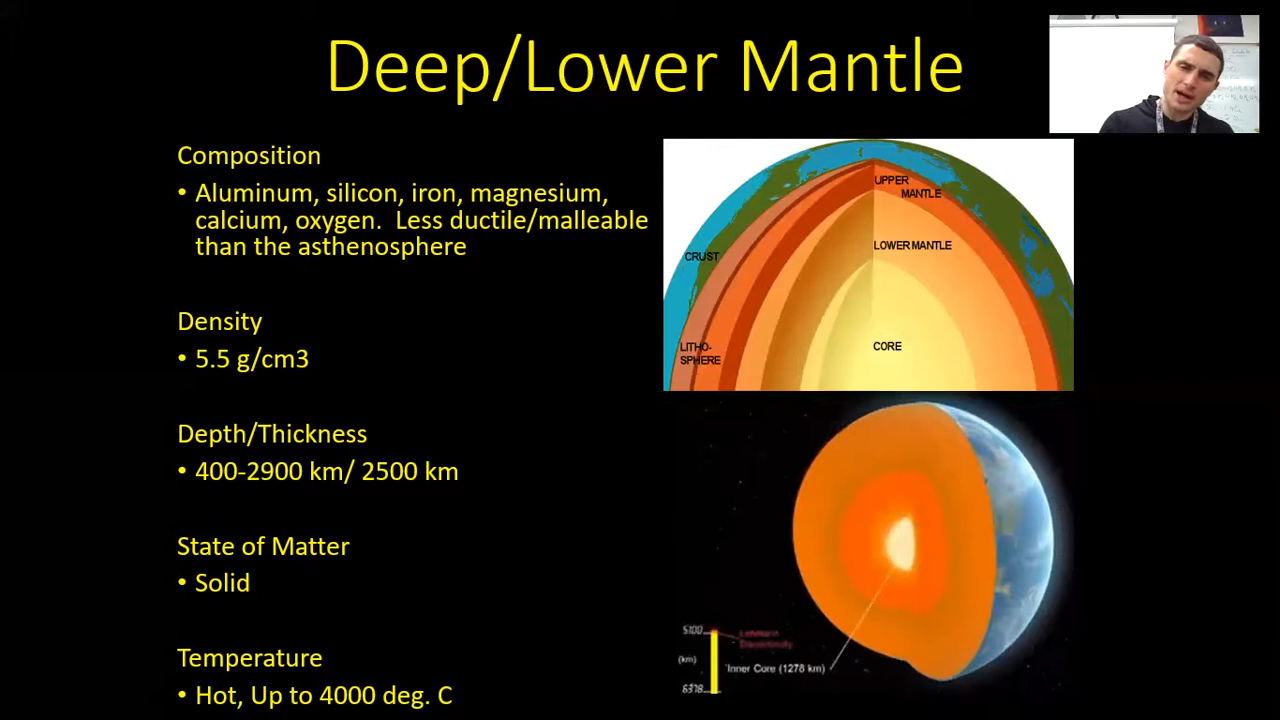 Deep/Lower Mantle
Composition
• Aluminum, silicon, iron, magnesium,
calcium, oxygen. Less ductile/malleable
than the asthenosphere
Density
• 5.5 g/cm3
Depth/Thickness
• 400-2900 km/ 2500 km
State of Matter
• Solid
Temperature
• Hot, Up to 4000 deg. C
UPPER
MANTLE
LOWER MANTLE
CRUST
CORE
LITHO-
SPHERE
5100
Lehmann
Discontinuity
(km)
Inner Core (1278 km)
6378